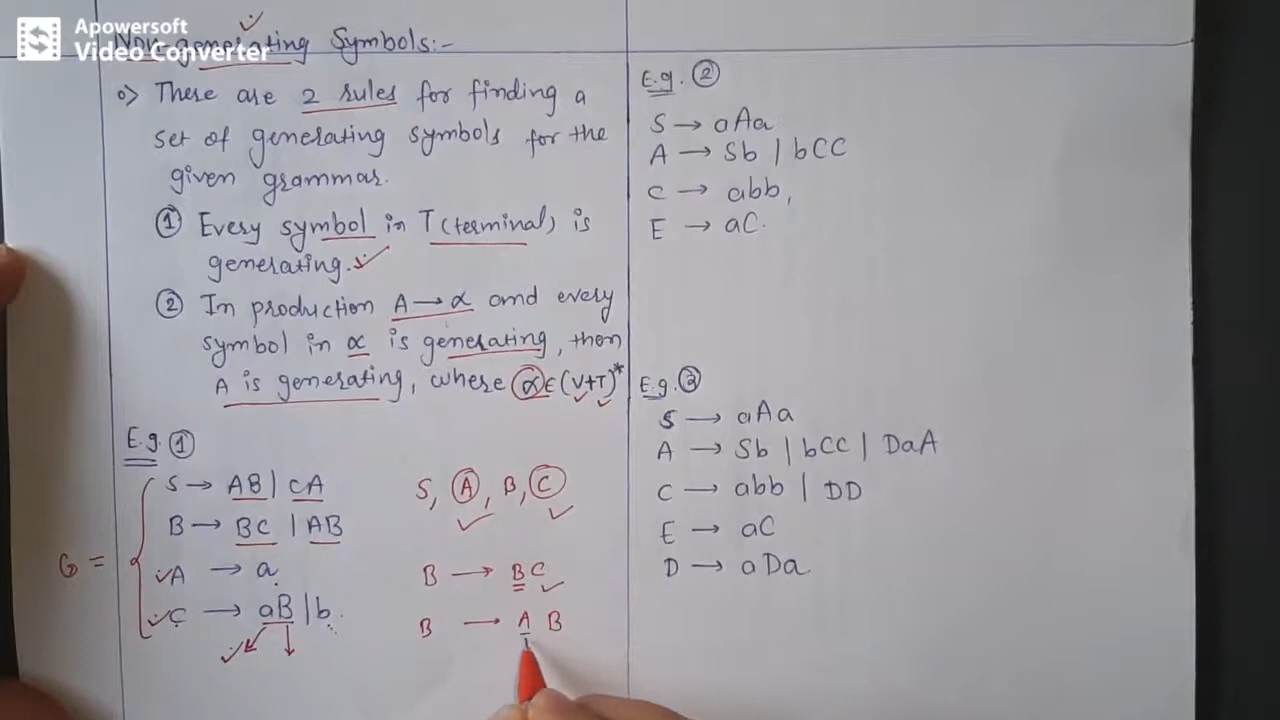 Apowersoft
Video Converter
Non-generating Symbols:-
There are 2 rules for finding a
set of generating symbols for the
given grammar.
① Every symbol in T (terminal) is
generating.
② In production A → α and every
symbol in α is generating, then
A is generating, where α ∈ (V+T)*
E.g. ①
G =
S → AB | CA
B → BC | AB
A → a
C → aB | b
S, A, B, C
B → BC
B → A B
E.g. ②
S → aAa
A → Sb | bCC
C → abb,
E → aC.
E.g. ③
S → aAa
A → Sb | bCC | DaA
C → abb | DD
E → aC
D → aDa